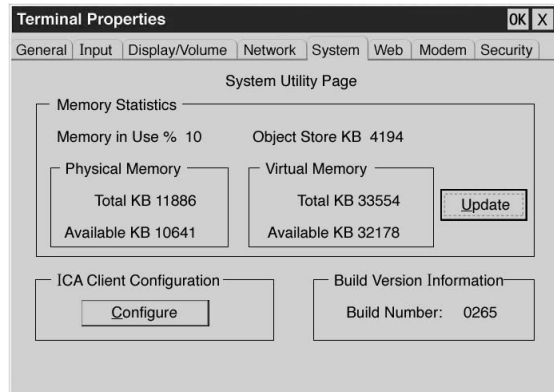 Terminal Properties OK X
General Input Display/Volume Network System Web Modem Security
System Utility Page
Memory Statistics
Memory in Use % 10 Object Store KB 4194
Physical Memory Virtual Memory
Total KB 11886 Total KB 33554 Update
Available KB 10641 Available KB 32178
ICA Client Configuration Build Version Information
Configure Build Number: 0265